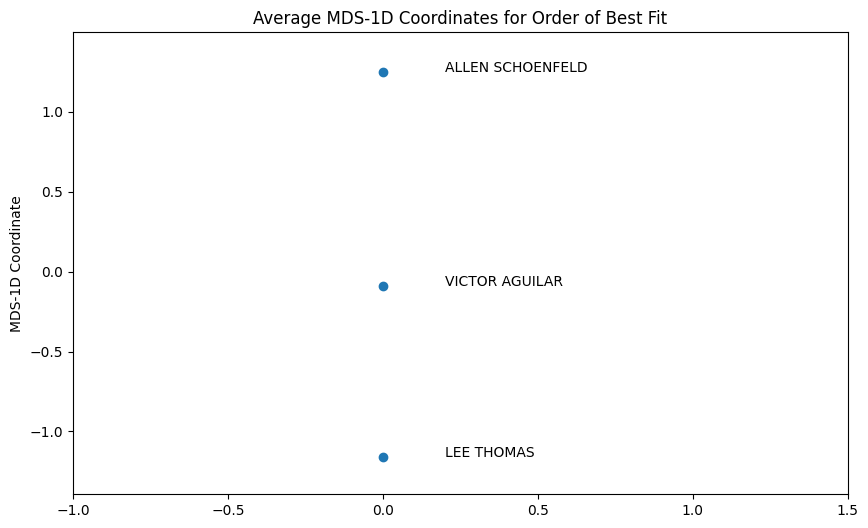 Average MDS-1D Coordinates for Order of Best Fit
ALLEN SCHOENFELD
1.0
0.5
VICTOR AGUILAR
0.0
MDS-1D Coordinate
−0.5
−1.0
LEE THOMAS
−1.0 −0.5 0.0 0.5 1.0 1.5